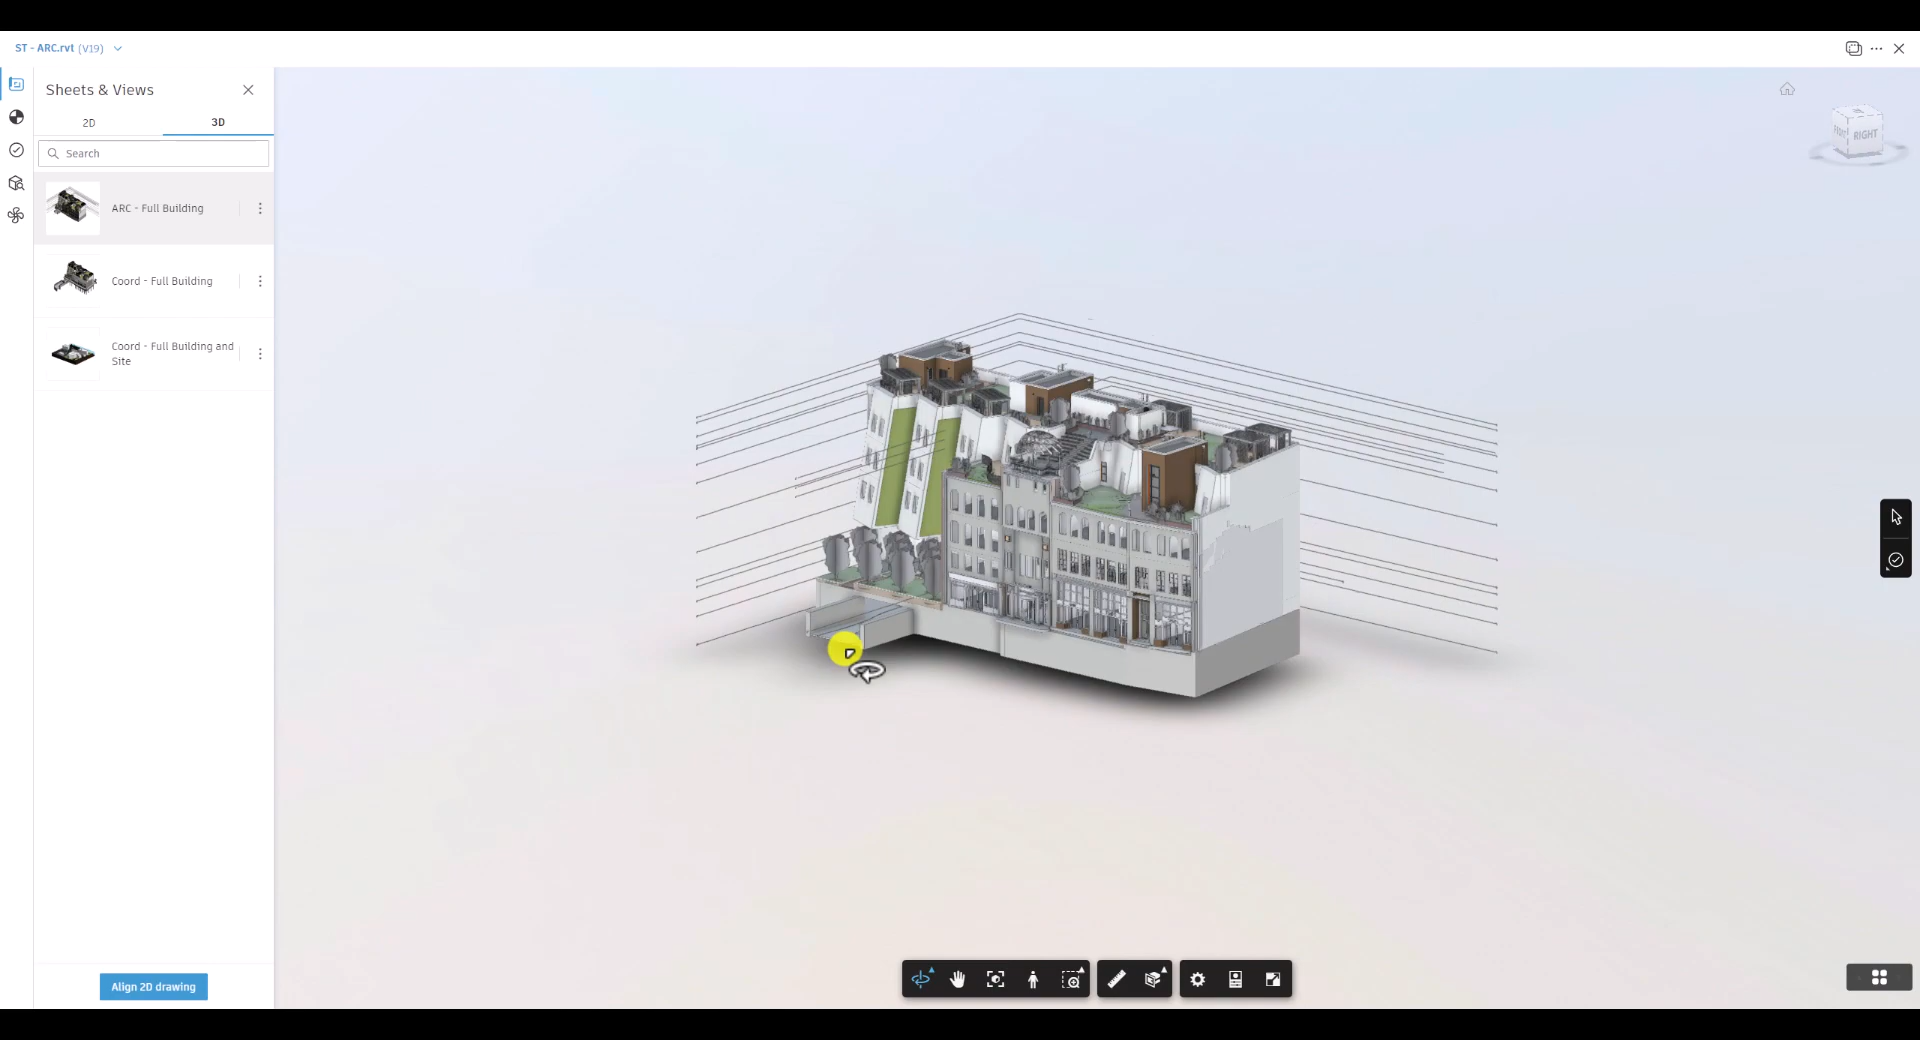 ST - ARC.rvt (V19)
Sheets & Views
2D
3D
Search
ARC - Full Building
Coord - Full Building
Coord - Full Building and
Site
Align 2D drawing
RIGHT